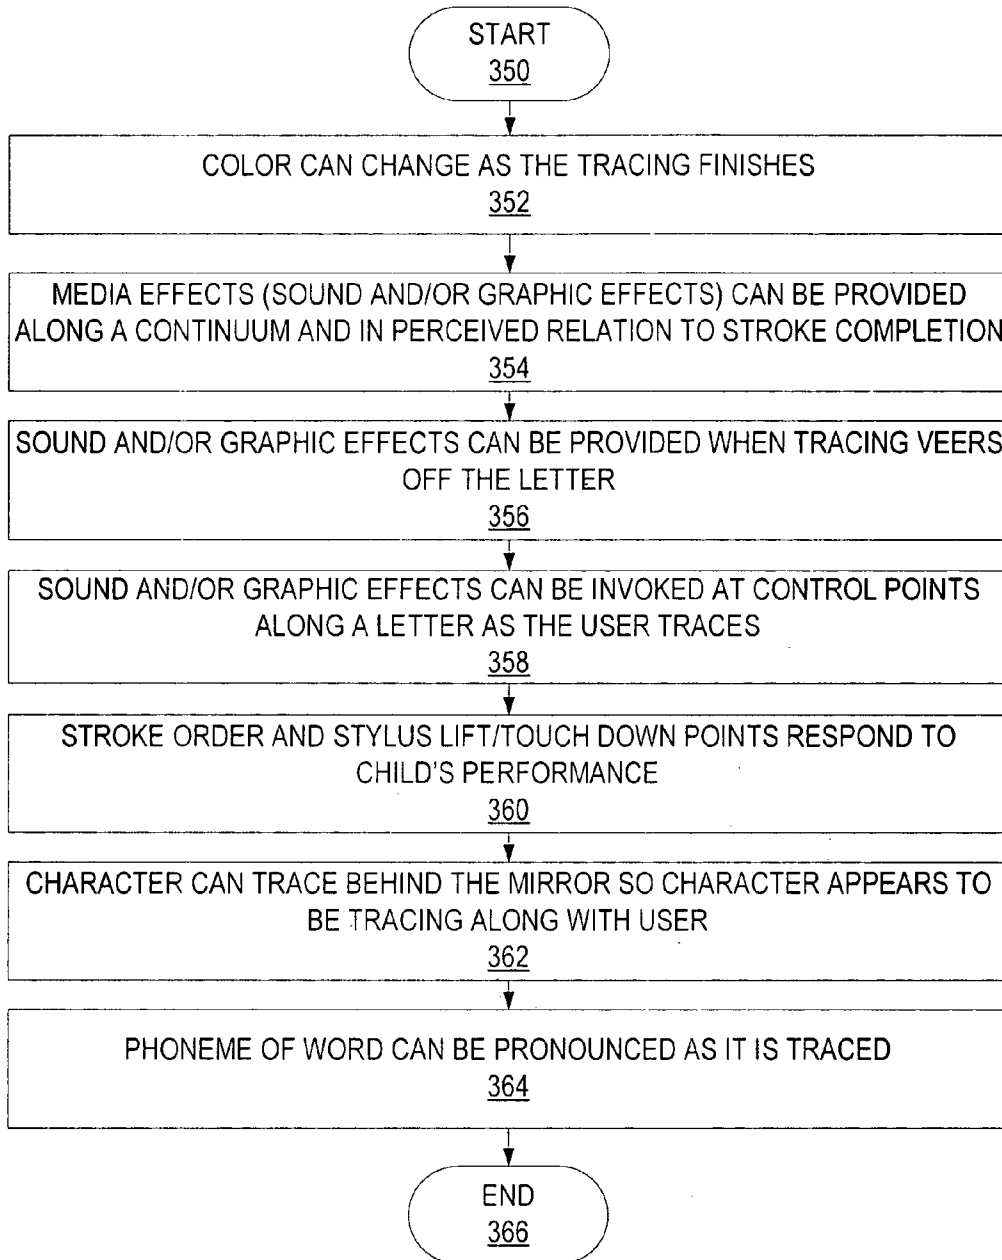 START
350
COLOR CAN CHANGE AS THE TRACING FINISHES
352
MEDIA EFFECTS (SOUND AND/OR GRAPHIC EFFECTS) CAN BE PROVIDED
ALONG A CONTINUUM AND IN PERCEIVED RELATION TO STROKE COMPLETION
354
SOUND AND/OR GRAPHIC EFFECTS CAN BE PROVIDED WHEN TRACING VEERS
OFF THE LETTER
356
SOUND AND/OR GRAPHIC EFFECTS CAN BE INVOKED AT CONTROL POINTS
ALONG A LETTER AS THE USER TRACES
358
STROKE ORDER AND STYLUS LIFT/TOUCH DOWN POINTS RESPOND TO
CHILD'S PERFORMANCE
360
CHARACTER CAN TRACE BEHIND THE MIRROR SO CHARACTER APPEARS TO
BE TRACING ALONG WITH USER
362
PHONEME OF WORD CAN BE PRONOUNCED AS IT IS TRACED
364
END
366